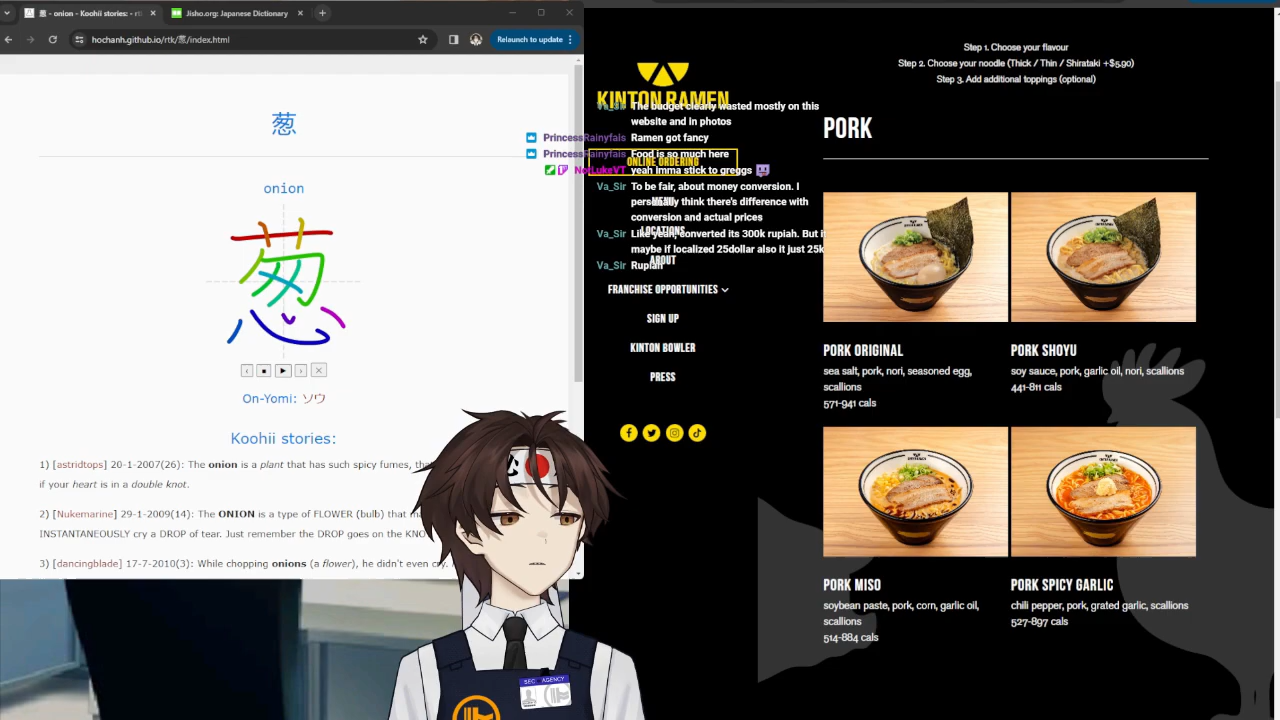 葱 - onion - Koohii stories: - rt
Jisho.org: Japanese Dictionary
hochanh.github.io/rtk/葱/index.html
Relaunch to update
葱
onion
On-Yomi: ソウ
Koohii stories:
1) [astridtops] 20-1-2007(26): The onion is a plant that has such spicy fumes,
if your heart is in a double knot.
2) [Nukemarine] 29-1-2009(14): The ONION is a type of FLOWER (bulb) that
INSTANTANEOUSLY cry a DROP of tear. Just remember the DROP goes on the
3) [dancingblade] 17-7-2010(3): While chopping onions (a flower), he didn't even cry.
SEC AGENCY
KINTON RAMEN
Va_Sir The budget clearly wasted mostly on this
website and in photos
PrincessRainyfais Ramen got fancy
PrincessRainyfais Food is so much here
NotLukeVT yeah Imma stick to greggs
Va_Sir To be fair, about money conversion. I
personally think there's difference with
conversion and actual prices
Va_Sir Like yeah, converted its 300k rupiah. But i
maybe if localized 25dollar also it just 25k
Va_Sir Rupiah
ONLINE ORDERING
MENU
LOCATIONS
ABOUT
FRANCHISE OPPORTUNITIES
SIGN UP
KINTON BOWLER
PRESS
Step 1. Choose your flavour
Step 2. Choose your noodle (Thick / Thin / Shirataki +$5.90)
Step 3. Add additional toppings (optional)
PORK
PORK ORIGINAL
sea salt, pork, nori, seasoned egg,
scallions
571-941 cals
PORK SHOYU
soy sauce, pork, garlic oil, nori, scallions
441-811 cals
PORK MISO
soybean paste, pork, corn, garlic oil,
scallions
514-884 cals
PORK SPICY GARLIC
chili pepper, pork, grated garlic, scallions
527-897 cals